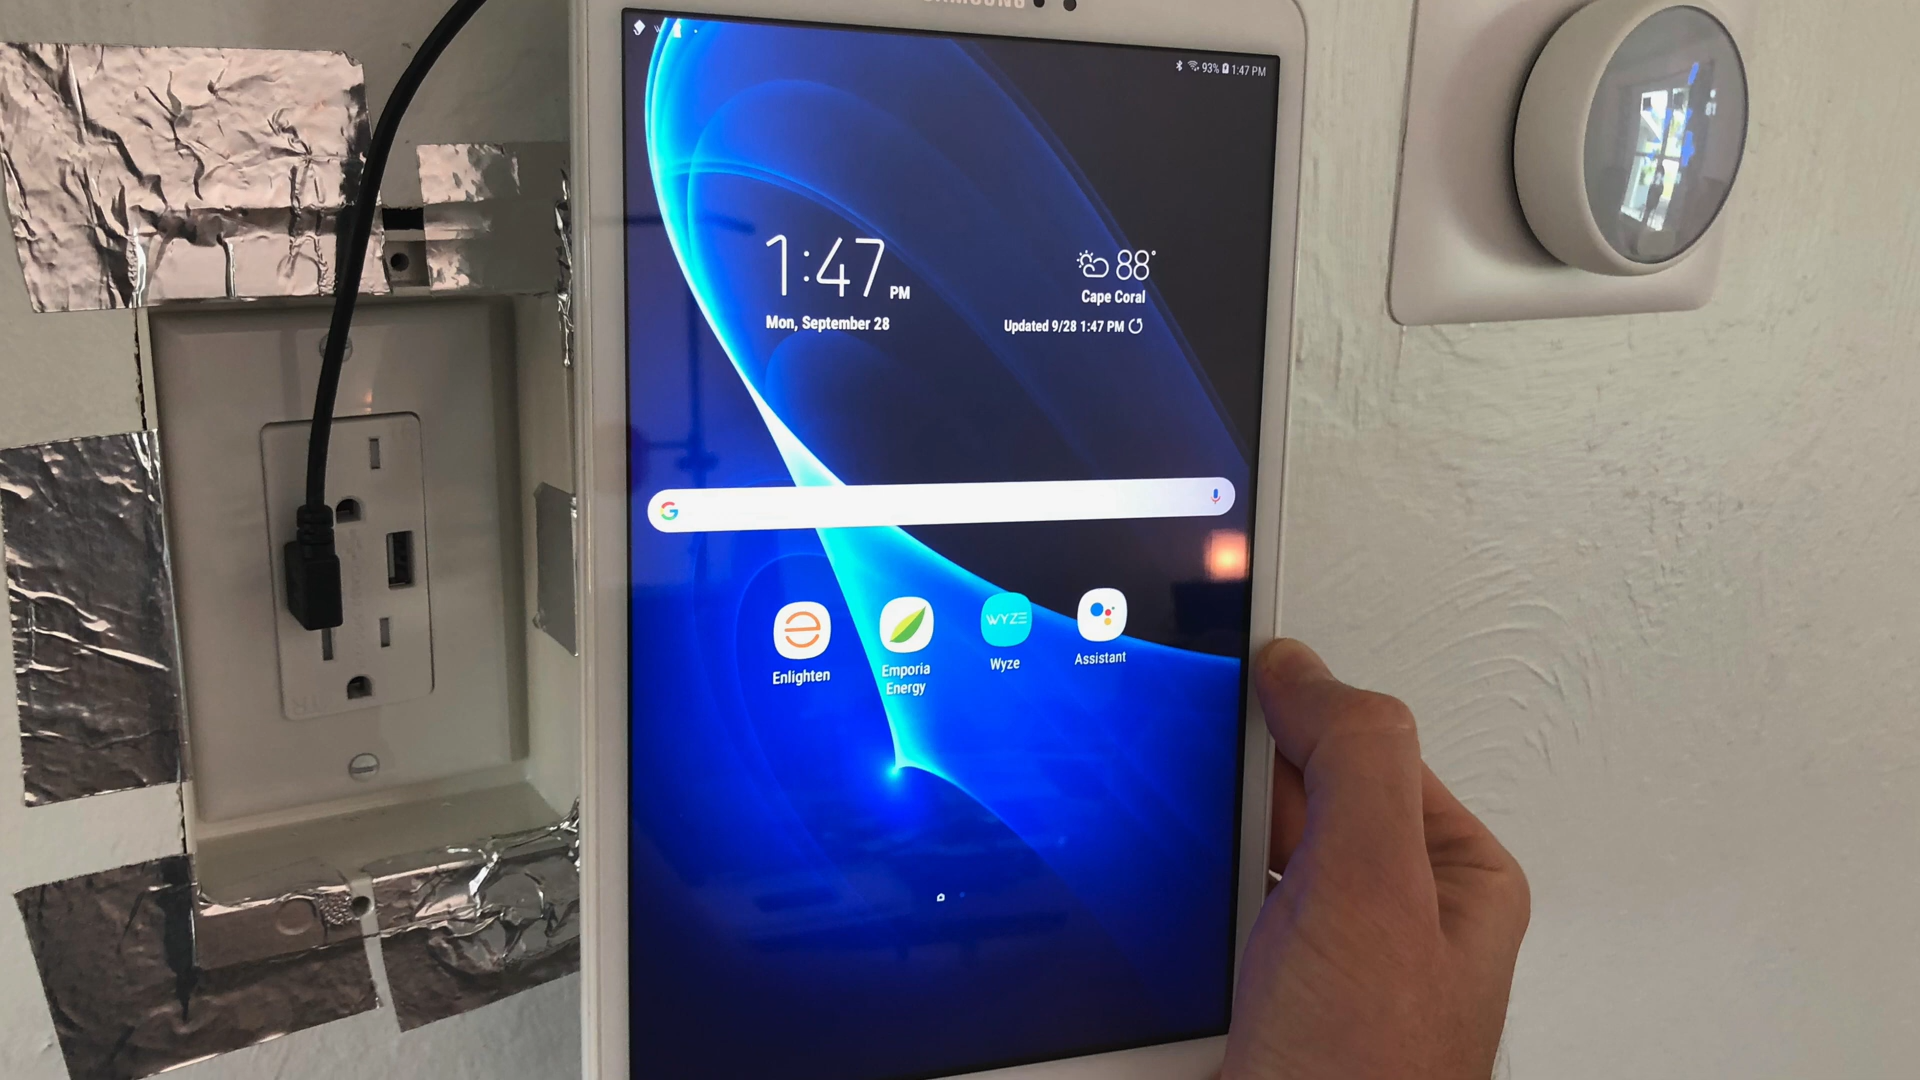 SAMSUNG
93% 1:47 PM
1:47 PM
88°
Cape Coral
Mon, September 28
Updated 9/28 1:47 PM
G
Enlighten
Emporia
Energy
WYZE
Wyze
Assistant